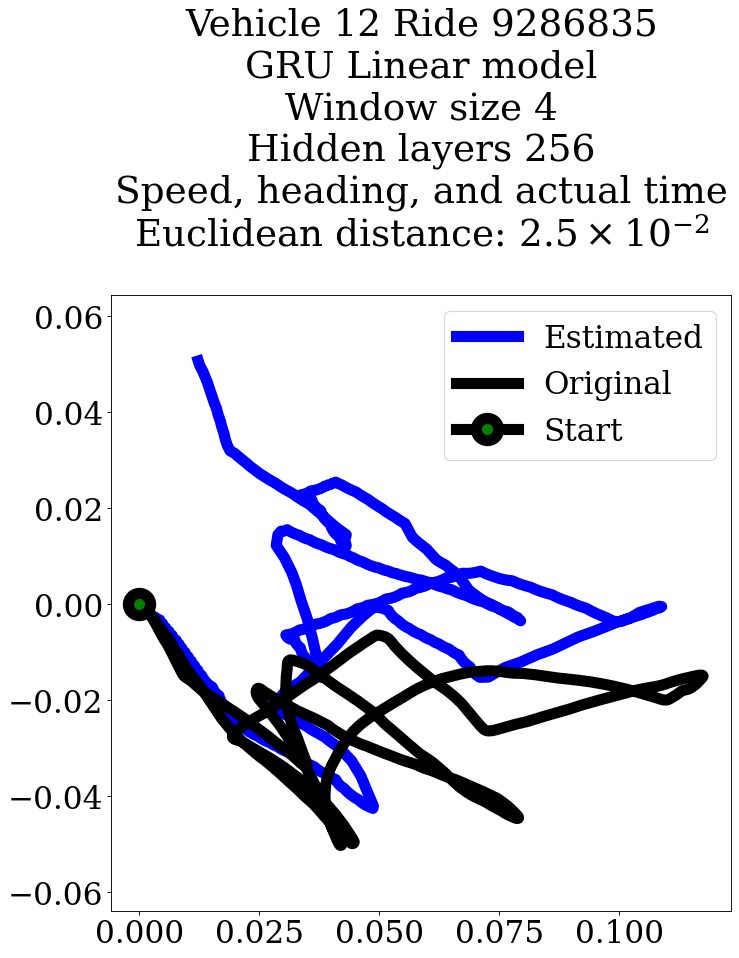 Vehicle 12 Ride 9286835
GRU Linear model
Window size 4
Hidden layers 256
Speed, heading, and actual time
Euclidean distance: 2.5 × 10⁻²
Estimated
Original
Start
0.06
0.04
0.02
0.00
−0.02
−0.04
−0.06
0.000 0.025 0.050 0.075 0.100